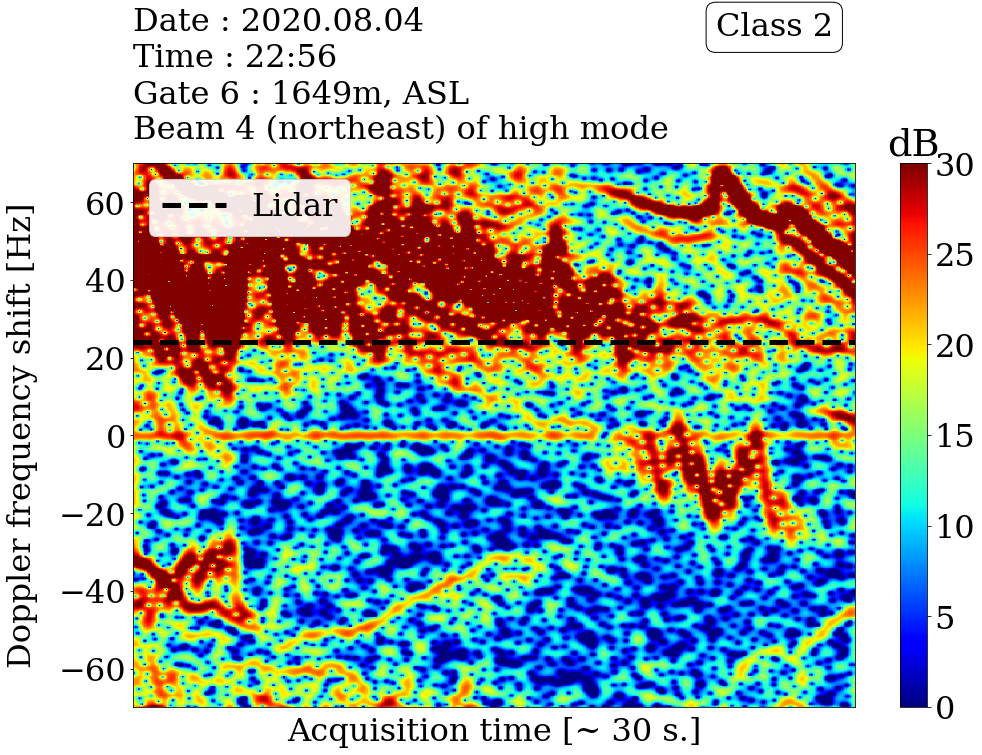 Date : 2020.08.04
Time : 22:56
Gate 6 : 1649m, ASL
Beam 4 (northeast) of high mode
Class 2
dB
Lidar
Doppler frequency shift [Hz]
60
40
20
0
−20
−40
−60
30
25
20
15
10
5
0
Acquisition time [~ 30 s.]